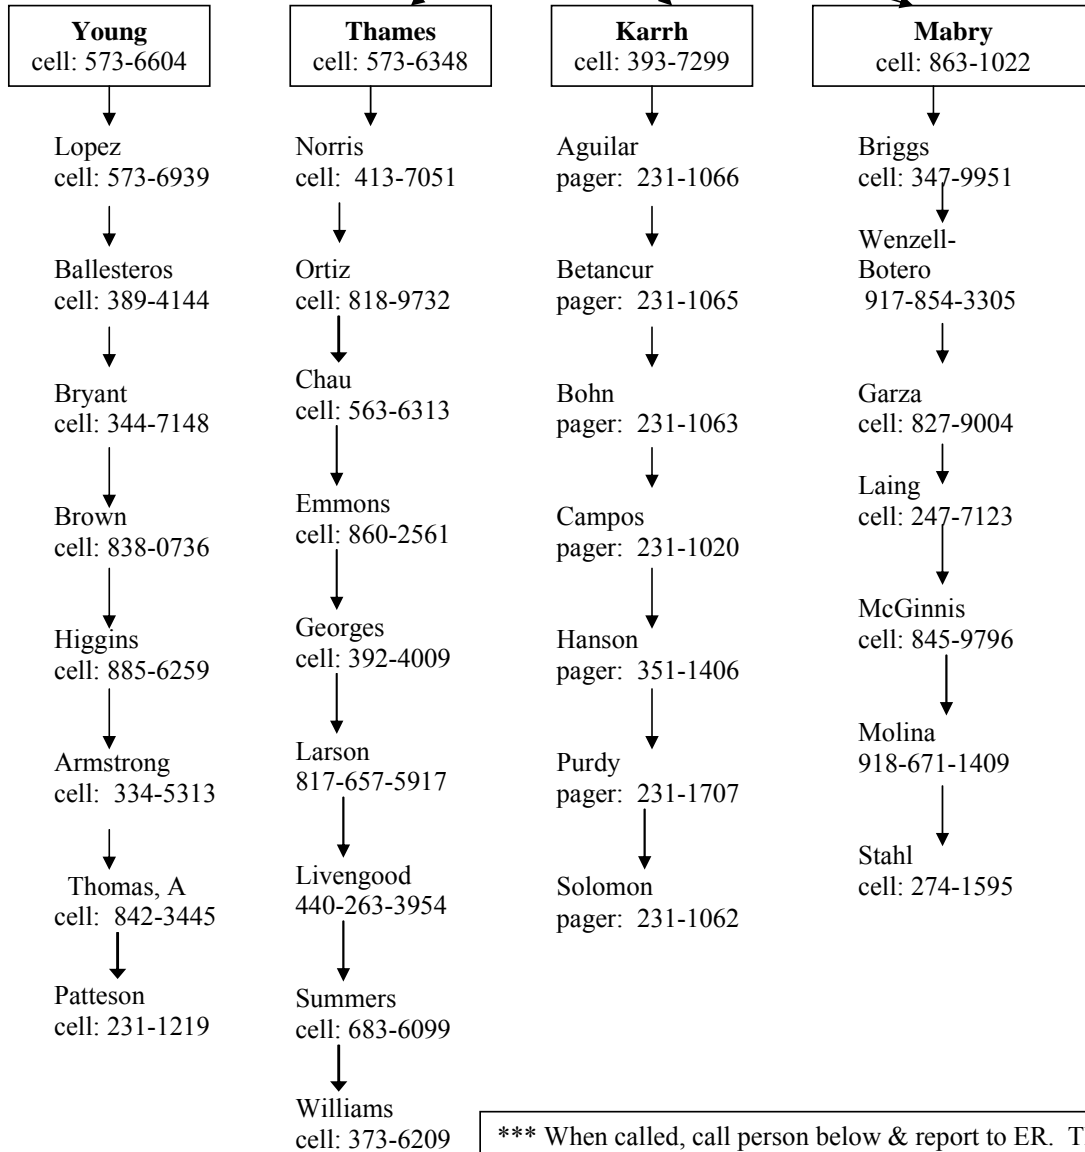 Young
cell: 573-6604
Lopez
cell: 573-6939
Ballesteros
cell: 389-4144
Bryant
cell: 344-7148
Brown
cell: 838-0736
Higgins
cell: 885-6259
Armstrong
cell: 334-5313
Thomas, A
cell: 842-3445
Patteson
cell: 231-1219
Thames
cell: 573-6348
Norris
cell: 413-7051
Ortiz
cell: 818-9732
Chau
cell: 563-6313
Emmons
cell: 860-2561
Georges
cell: 392-4009
Larson
817-657-5917
Livengood
440-263-3954
Summers
cell: 683-6099
Williams
cell: 373-6209
Karrh
cell: 393-7299
Aguilar
pager: 231-1066
Betancur
pager: 231-1065
Bohn
pager: 231-1063
Campos
pager: 231-1020
Hanson
pager: 351-1406
Purdy
pager: 231-1707
Solomon
pager: 231-1062
Mabry
cell: 863-1022
Briggs
cell: 347-9951
Wenzell-
Botero
917-854-3305
Garza
cell: 827-9004
Laing
cell: 247-7123
McGinnis
cell: 845-9796
Molina
918-671-1409
Stahl
cell: 274-1595
*** When called, call person below & report to ER.